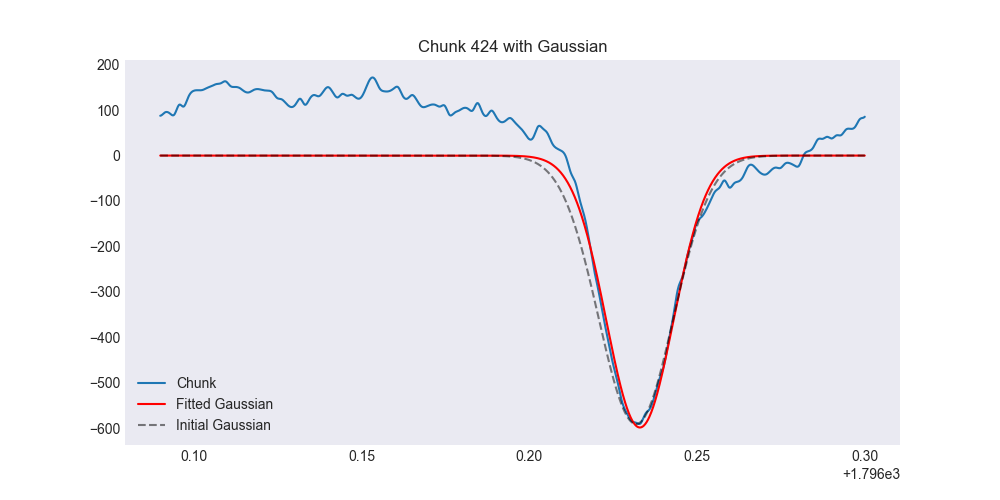 Chunk 424 with Gaussian
200
100
0
−100
−200
−300
−400
−500
−600
Chunk
Fitted Gaussian
Initial Gaussian
0.10 0.15 0.20 0.25 0.30
+1.796e3